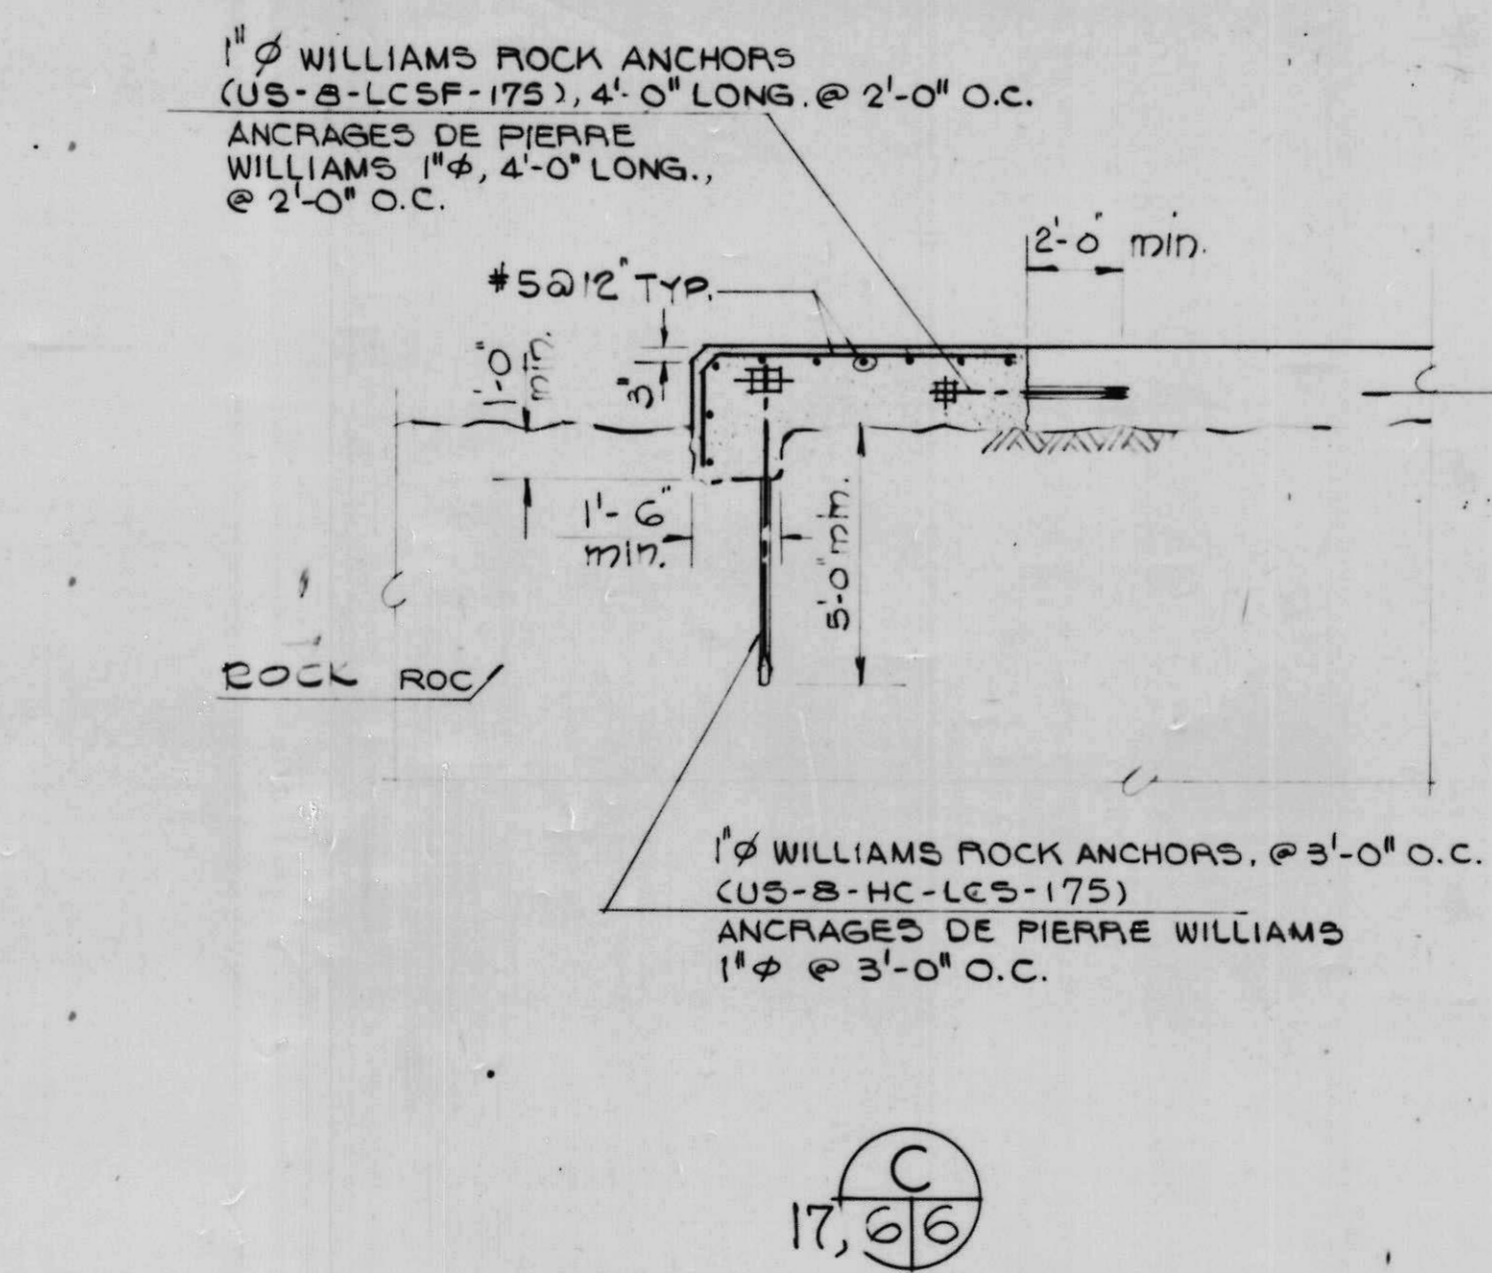 1"Ø WILLIAMS ROCK ANCHORS
(US-8-LCSF-175), 4'-0" LONG. @ 2'-0" O.C.
ANCRAGES DE PIERRE
WILLIAMS 1"Ø, 4'-0" LONG.,
@ 2'-0" O.C.
2'-0" min.
#5@12" TYP.
1'-0"
min.
3"
1'-6"
min.
5'-0" min.
ROCK ROC
1"Ø WILLIAMS ROCK ANCHORS. @ 3'-0" O.C.
(US-8-HC-LCS-175)
ANCRAGES DE PIERRE WILLIAMS
1"Ø @ 3'-0" O.C.
C
17, 6 6